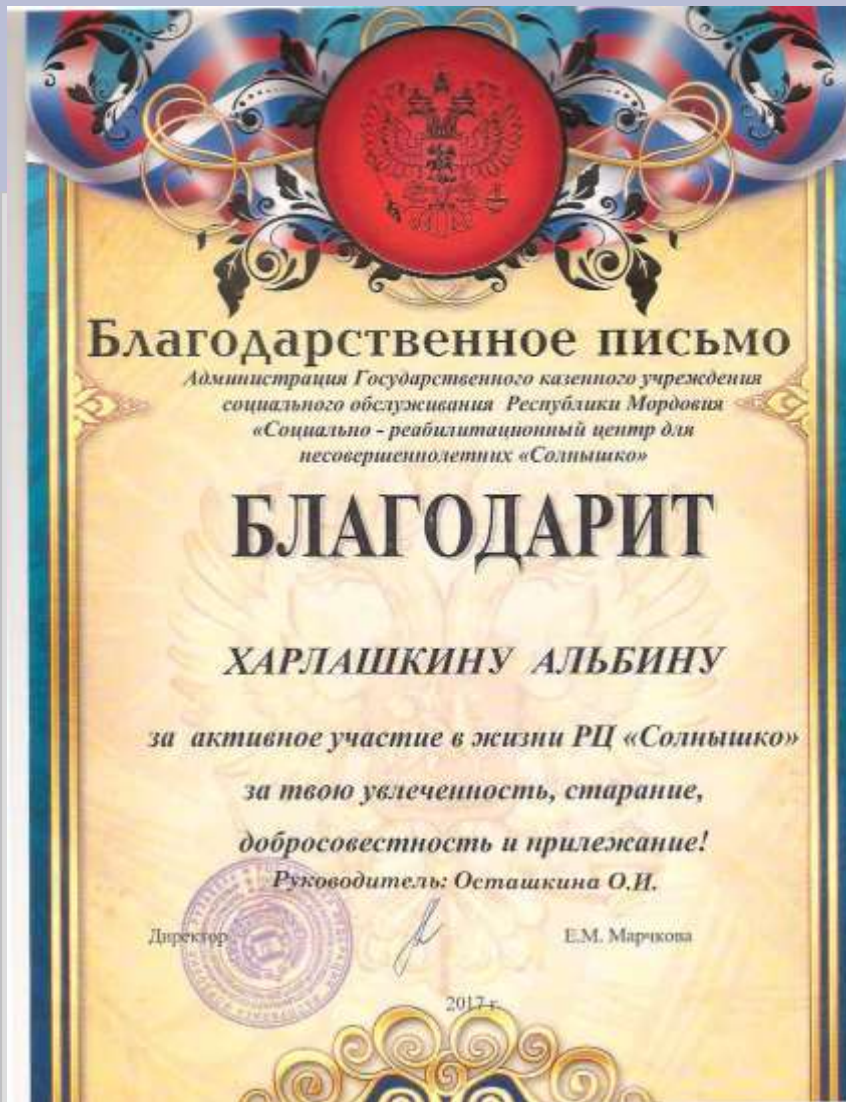 Благодарственное письмо
Администрация Государственного казенного учреждения
социального обслуживания Республики Мордовия
«Социально - реабилитационный центр для
несовершеннолетних «Солнышко»
БЛАГОДАРИТ
ХАРЛАШКИНУ АЛЬБИНУ
за активное участие в жизни РЦ «Солнышко»
за твою увлеченность, старание,
добросовестность и прилежание!
Руководитель: Осташкина О.И.
Директор Е.М. Марчкова
2017 г.